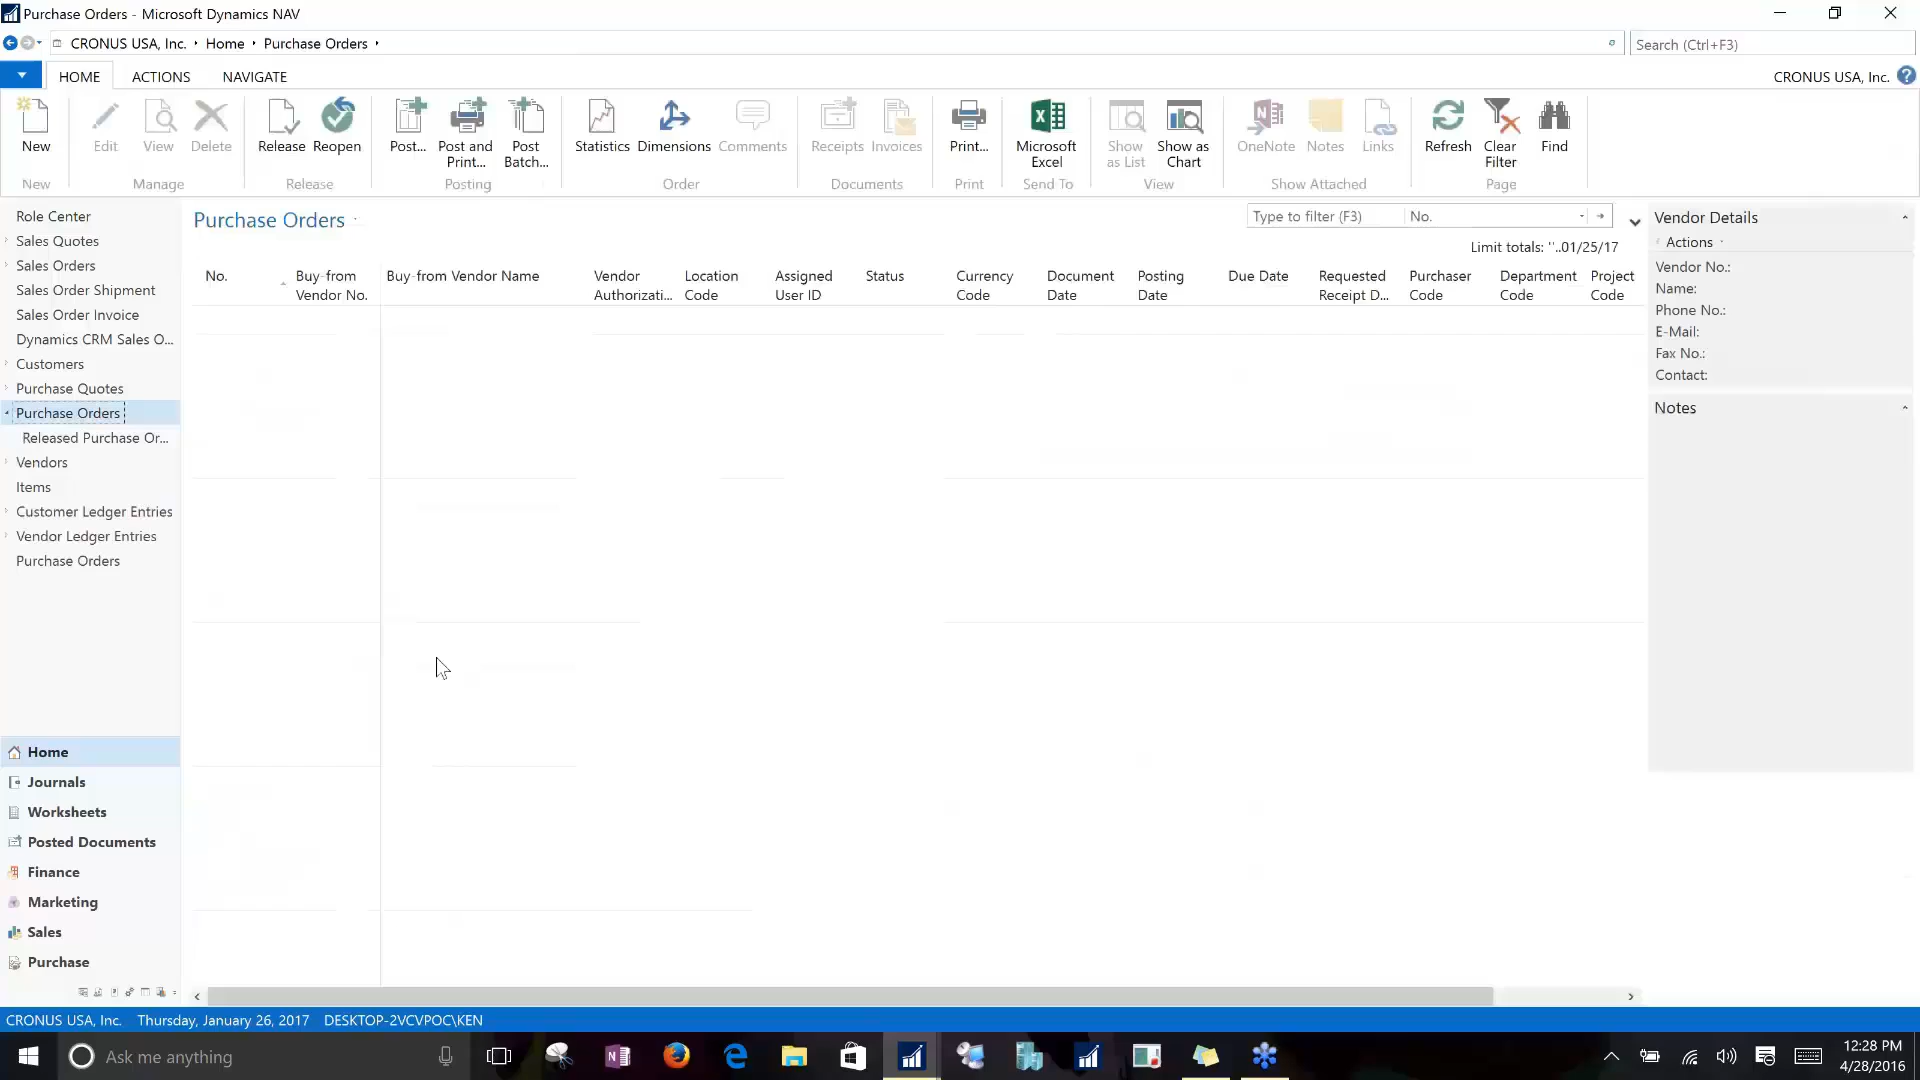 Purchase Orders - Microsoft Dynamics NAV
CRONUS USA, Inc. Home Purchase Orders
Search (Ctrl+F3)
HOME ACTIONS NAVIGATE
CRONUS USA, Inc.
New
Edit
View
Delete
Release
Reopen
Post...
Post and Print...
Post Batch...
Statistics
Dimensions
Comments
Receipts
Invoices
Print...
Microsoft Excel
Show as List
Show as Chart
OneNote
Notes
Links
Refresh
Clear Filter
Find
New Manage Release Posting Order Documents Print Send To View Show Attached Page
Role Center
Sales Quotes
Sales Orders
Sales Order Shipment
Sales Order Invoice
Dynamics CRM Sales O...
Customers
Purchase Quotes
Purchase Orders
Released Purchase Or...
Vendors
Items
Customer Ledger Entries
Vendor Ledger Entries
Purchase Orders
Home
Journals
Worksheets
Posted Documents
Finance
Marketing
Sales
Purchase
Purchase Orders
Type to filter (F3) No.
Limit totals: ''..01/25/17
No.
Buy-from Vendor No.
Buy-from Vendor Name
Vendor Authorizati...
Location Code
Assigned User ID
Status
Currency Code
Document Date
Posting Date
Due Date
Requested Receipt D...
Purchaser Code
Department Code
Project Code
Vendor Details
Actions
Vendor No.:
Name:
Phone No.:
E-Mail:
Fax No.:
Contact:
Notes
CRONUS USA, Inc. Thursday, January 26, 2017 DESKTOP-2VCVPOC\KEN
Ask me anything
12:28 PM
4/28/2016